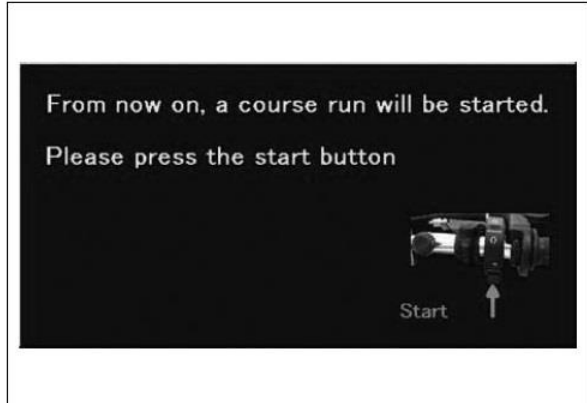 From now on, a course run will be started.
Please press the start button
Start